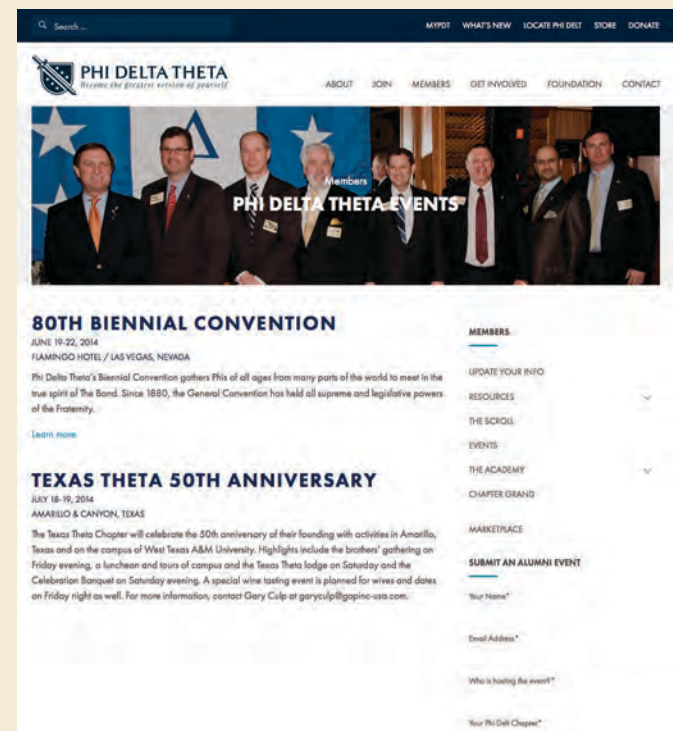 Search ...
MYPDT WHAT'S NEW LOCATE PHI DELT STORE DONATE
PHI DELTA THETA
Become the greatest version of yourself
ABOUT JOIN MEMBERS GET INVOLVED FOUNDATION CONTACT
Members
PHI DELTA THETA EVENTS
80TH BIENNIAL CONVENTION
JUNE 19-22, 2014
FLAMINGO HOTEL / LAS VEGAS, NEVADA
Phi Delta Theta's Biennial Convention gathers Phis of all ages from many parts of the world to meet in the
true spirit of The Bond. Since 1880, the General Convention has held all supreme and legislative powers
of the Fraternity.
Learn more
TEXAS THETA 50TH ANNIVERSARY
JULY 18-19, 2014
AMARILLO & CANYON, TEXAS
The Texas Theta Chapter will celebrate the 50th anniversary of their founding with activities in Amarillo,
Texas and on the campus of West Texas A&M University. Highlights include the brothers' gathering on
Friday evening, a luncheon and tours of campus and the Texas Theta lodge on Saturday and the
Celebration Banquet on Saturday evening. A special wine tasting event is planned for wives and dates
on Friday night as well. For more information, contact Gary Culp at garyculp@gapinc-usa.com.
MEMBERS
UPDATE YOUR INFO
RESOURCES
THE SCROLL
EVENTS
THE ACADEMY
CHAPTER GRAND
MARKETPLACE
SUBMIT AN ALUMNI EVENT
Your Name*
Email Address*
Who is hosting the event?*
Your Phi Delt Chapter*